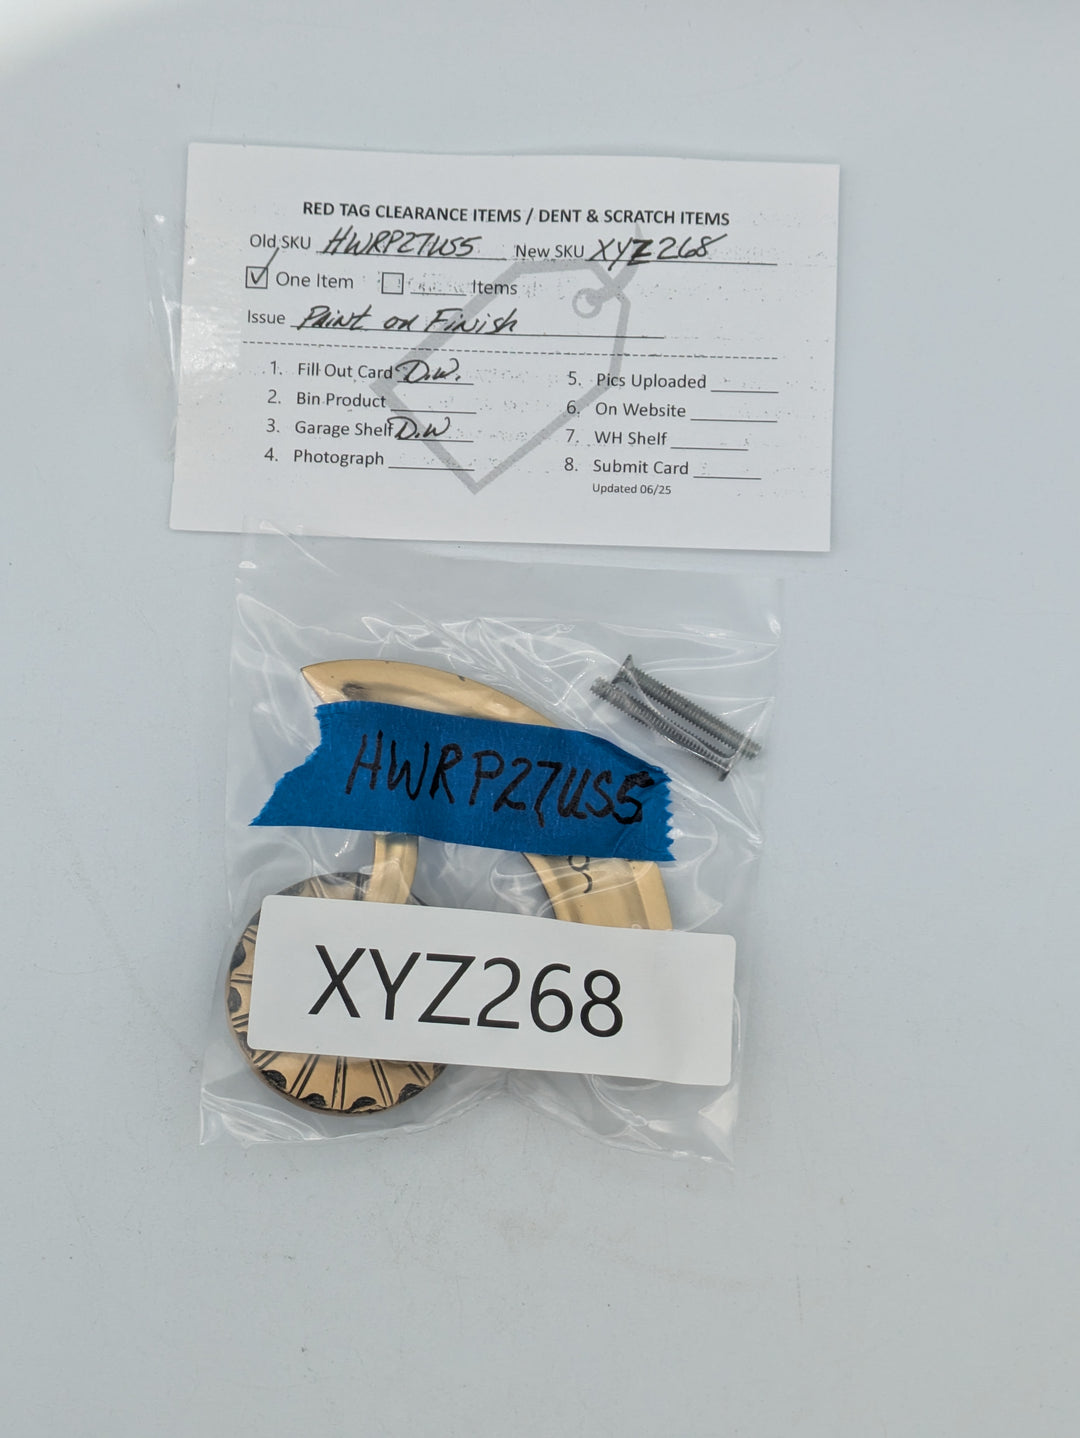 RED TAG CLEARANCE ITEMS / DENT & SCRATCH ITEMS
Old SKU HWRP27US5 New SKU XYZ268
One Item Items
Issue Paint on Finish
1. Fill Out Card D.W.
2. Bin Product
3. Garage Shelf D.W
4. Photograph
5. Pics Uploaded
6. On Website
7. WH Shelf
8. Submit Card
Updated 06/25
HWRP27US5
XYZ268